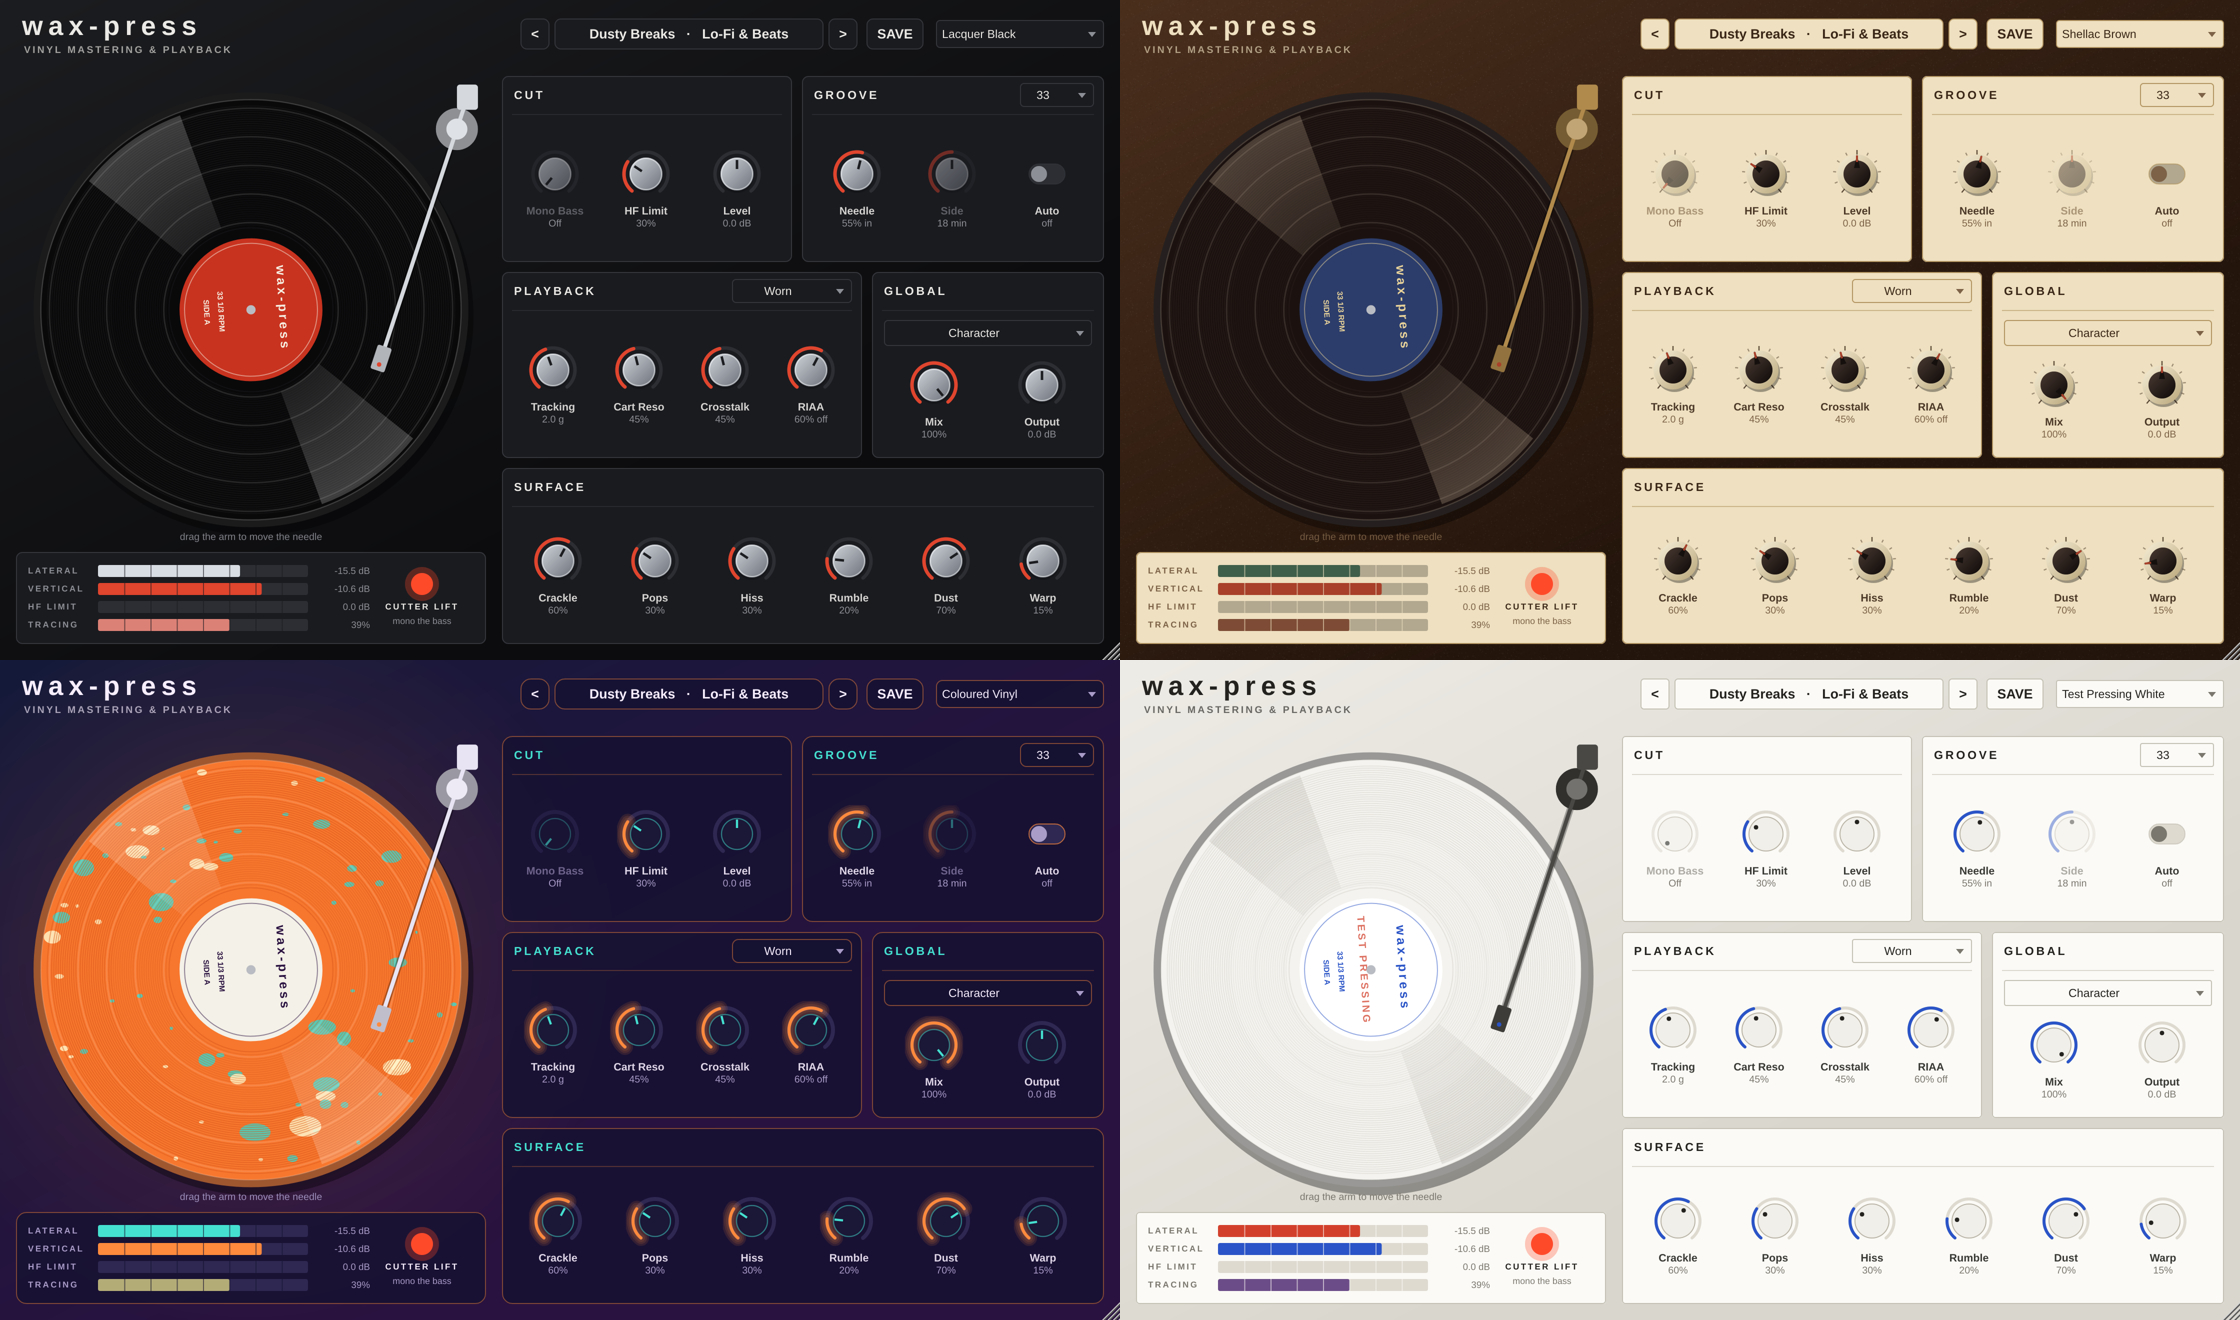 wax-press
VINYL MASTERING & PLAYBACK
< Dusty Breaks · Lo-Fi & Beats > SAVE Lacquer Black
CUT
Mono Bass HF Limit Level
Off 30% 0.0 dB
GROOVE 33
Needle Side Auto
55% in 18 min off
PLAYBACK Worn
Tracking Cart Reso Crosstalk RIAA
2.0 g 45% 45% 60% off
GLOBAL
Character
Mix Output
100% 0.0 dB
SURFACE
Crackle Pops Hiss Rumble Dust Warp
60% 30% 30% 20% 70% 15%
wax-press
33 1/3 RPM
SIDE A
drag the arm to move the needle
LATERAL -15.5 dB
VERTICAL -10.6 dB
HF LIMIT 0.0 dB
TRACING 39%
CUTTER LIFT
mono the bass
wax-press
VINYL MASTERING & PLAYBACK
< Dusty Breaks · Lo-Fi & Beats > SAVE Shellac Brown
CUT
Mono Bass HF Limit Level
Off 30% 0.0 dB
GROOVE 33
Needle Side Auto
55% in 18 min off
PLAYBACK Worn
Tracking Cart Reso Crosstalk RIAA
2.0 g 45% 45% 60% off
GLOBAL
Character
Mix Output
100% 0.0 dB
SURFACE
Crackle Pops Hiss Rumble Dust Warp
60% 30% 30% 20% 70% 15%
wax-press
33 1/3 RPM
SIDE A
drag the arm to move the needle
LATERAL -15.5 dB
VERTICAL -10.6 dB
HF LIMIT 0.0 dB
TRACING 39%
CUTTER LIFT
mono the bass
wax-press
VINYL MASTERING & PLAYBACK
< Dusty Breaks · Lo-Fi & Beats > SAVE Coloured Vinyl
CUT
Mono Bass HF Limit Level
Off 30% 0.0 dB
GROOVE 33
Needle Side Auto
55% in 18 min off
PLAYBACK Worn
Tracking Cart Reso Crosstalk RIAA
2.0 g 45% 45% 60% off
GLOBAL
Character
Mix Output
100% 0.0 dB
SURFACE
Crackle Pops Hiss Rumble Dust Warp
60% 30% 30% 20% 70% 15%
wax-press
33 1/3 RPM
SIDE A
drag the arm to move the needle
LATERAL -15.5 dB
VERTICAL -10.6 dB
HF LIMIT 0.0 dB
TRACING 39%
CUTTER LIFT
mono the bass
wax-press
VINYL MASTERING & PLAYBACK
< Dusty Breaks · Lo-Fi & Beats > SAVE Test Pressing White
CUT
Mono Bass HF Limit Level
Off 30% 0.0 dB
GROOVE 33
Needle Side Auto
55% in 18 min off
PLAYBACK Worn
Tracking Cart Reso Crosstalk RIAA
2.0 g 45% 45% 60% off
GLOBAL
Character
Mix Output
100% 0.0 dB
SURFACE
Crackle Pops Hiss Rumble Dust Warp
60% 30% 30% 20% 70% 15%
wax-press
TEST PRESSING
33 1/3 RPM
SIDE A
drag the arm to move the needle
LATERAL -15.5 dB
VERTICAL -10.6 dB
HF LIMIT 0.0 dB
TRACING 39%
CUTTER LIFT
mono the bass